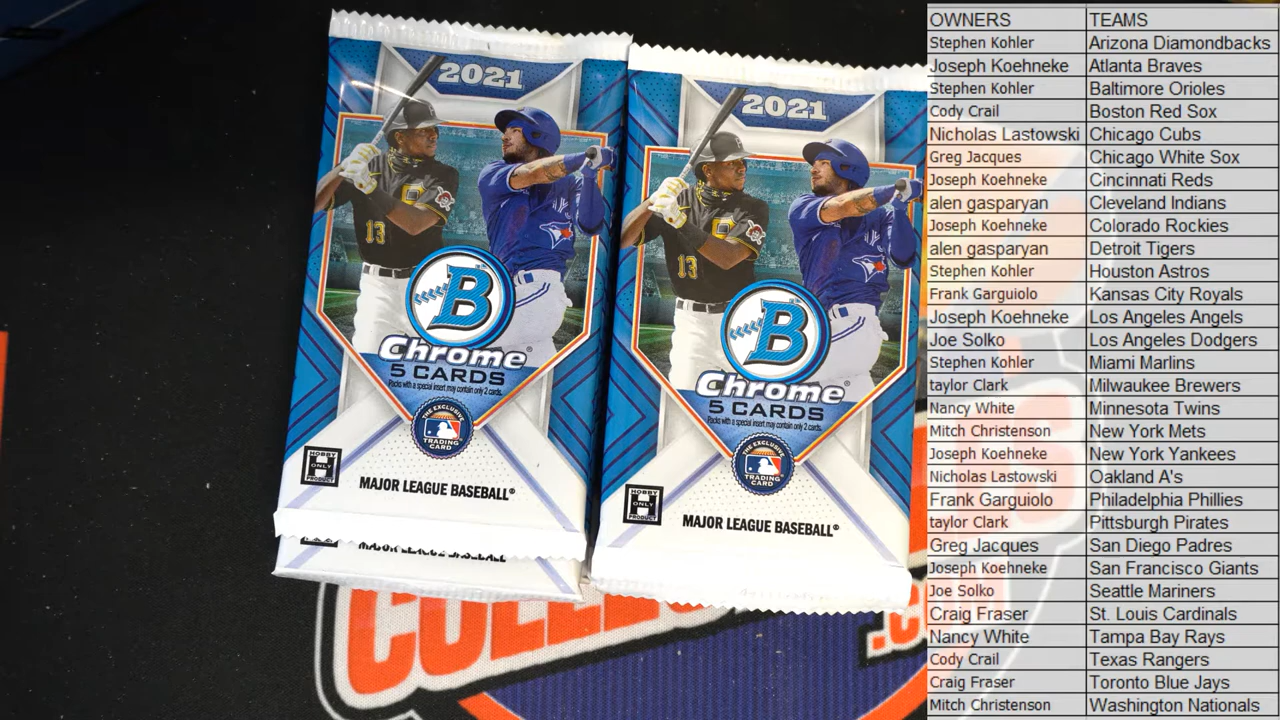 2021
13
B
Chrome
5 CARDS
Packs with a special insert may contain only 2 cards.
THE EXCLUSIVE
TRADING
CARD
HOBBY
ONLY
H
PRODUCT
MAJOR LEAGUE BASEBALL
MAJOR LEAGUE BASEBALL
2021
13
B
Chrome
5 CARDS
Packs with a special insert may contain only 2 cards.
THE EXCLUSIVE
TRADING
CARD
HOBBY
ONLY
H
PRODUCT
MAJOR LEAGUE BASEBALL
OWNERS TEAMS
Stephen Kohler Arizona Diamondbacks
Joseph Koehneke Atlanta Braves
Stephen Kohler Baltimore Orioles
Cody Crail Boston Red Sox
Nicholas Lastowski Chicago Cubs
Greg Jacques Chicago White Sox
Joseph Koehneke Cincinnati Reds
alen gasparyan Cleveland Indians
Joseph Koehneke Colorado Rockies
alen gasparyan Detroit Tigers
Stephen Kohler Houston Astros
Frank Garguiolo Kansas City Royals
Joseph Koehneke Los Angeles Angels
Joe Solko Los Angeles Dodgers
Stephen Kohler Miami Marlins
taylor Clark Milwaukee Brewers
Nancy White Minnesota Twins
Mitch Christenson New York Mets
Joseph Koehneke New York Yankees
Nicholas Lastowski Oakland A's
Frank Garguiolo Philadelphia Phillies
taylor Clark Pittsburgh Pirates
Greg Jacques San Diego Padres
Joseph Koehneke San Francisco Giants
Joe Solko Seattle Mariners
Craig Fraser St. Louis Cardinals
Nancy White Tampa Bay Rays
Cody Crail Texas Rangers
Craig Fraser Toronto Blue Jays
Mitch Christenson Washington Nationals